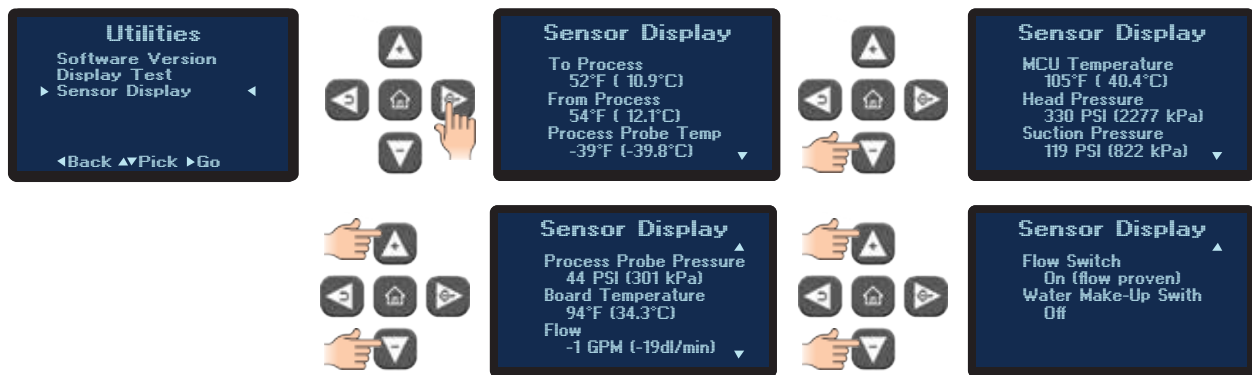 Utilities
Software Version
Display Test
▶ Sensor Display ◀
◀Back ▲▼Pick ▶Go
Sensor Display
To Process
52°F ( 10.9°C)
From Process
54°F ( 12.1°C)
Process Probe Temp
-39°F (-39.8°C) ▼
Sensor Display
MCU Temperature
105°F ( 40.4°C)
Head Pressure
330 PSI (2277 kPa)
Suction Pressure
119 PSI (822 kPa) ▼
Sensor Display
▲
Process Probe Pressure
44 PSI (301 kPa)
Board Temperature
94°F (34.3°C)
Flow
-1 GPM (-19dl/min) ▼
Sensor Display
▲
Flow Switch
On (flow proven)
Water Make-Up Swith
Off